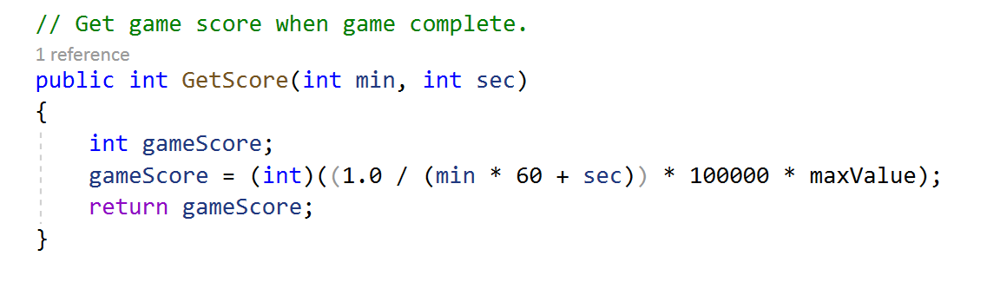 // Get game score when game complete.
1 reference
public int GetScore(int min, int sec)
{
int gameScore;
gameScore = (int)((1.0 / (min * 60 + sec)) * 100000 * maxValue);
return gameScore;
}